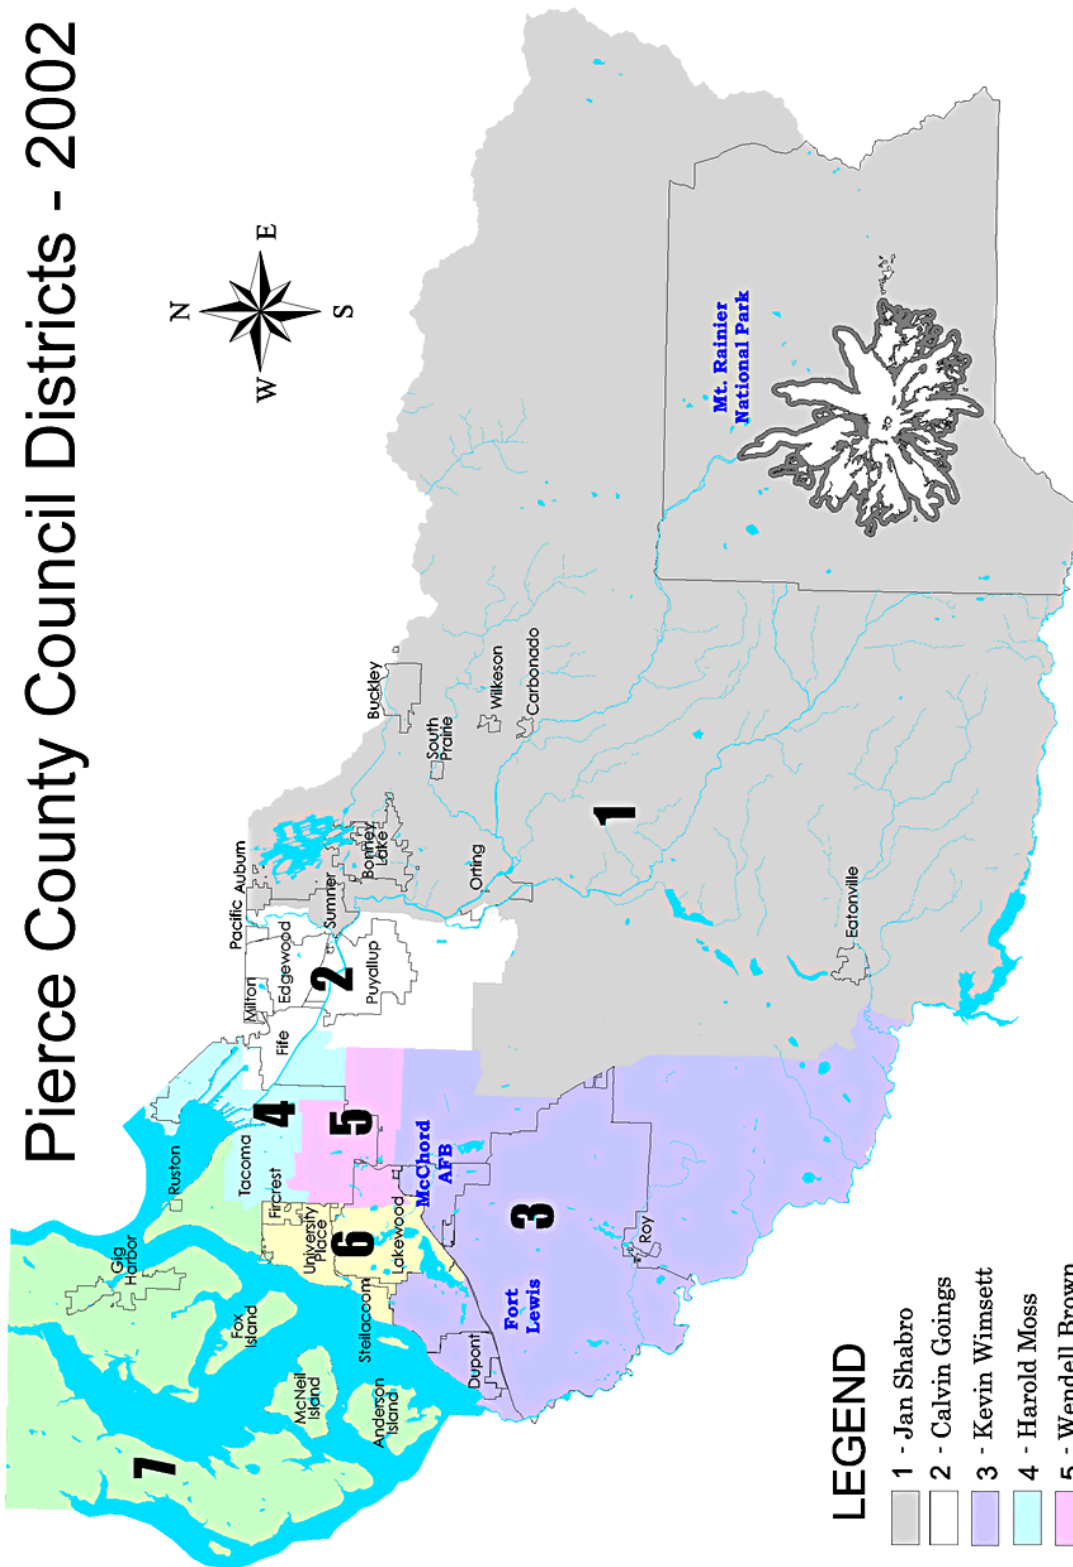 Pierce County Council Districts - 2002
N
W
E
S
7
Gig
Harbor
Fox
Island
McNeil
Island
Anderson
Island
Ruston
Tacoma
4
Fircrest
University
Place
6
Steilacoom
Lakewood
5
McChord
AFB
Fort
Lewis
Dupont
3
Roy
Milton
Fife
Edgewood
2
Puyallup
Pacific
Auburn
Sumner
Bonney
Lake
Orting
Buckley
South
Prairie
Wilkeson
Carbonado
1
Eatonville
Mt. Rainier
National Park
LEGEND
1 - Jan Shabro
2 - Calvin Goings
3 - Kevin Wimsett
4 - Harold Moss
5 - Wendell Brown